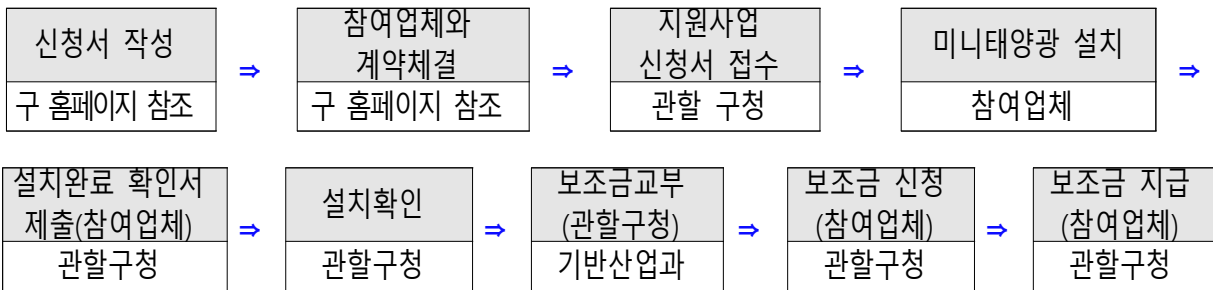 신청서 작성
구 홈페이지 참조
⇒
참여업체와
계약체결
구 홈페이지 참조
⇒
지원사업
신청서 접수
관할 구청
⇒
미니태양광 설치
참여업체
⇒
설치완료 확인서
제출(참여업체)
관할구청
⇒
설치확인
관할구청
⇒
보조금교부
(관할구청)
기반산업과
⇒
보조금 신청
(참여업체)
관할구청
⇒
보조금 지급
(참여업체)
관할구청